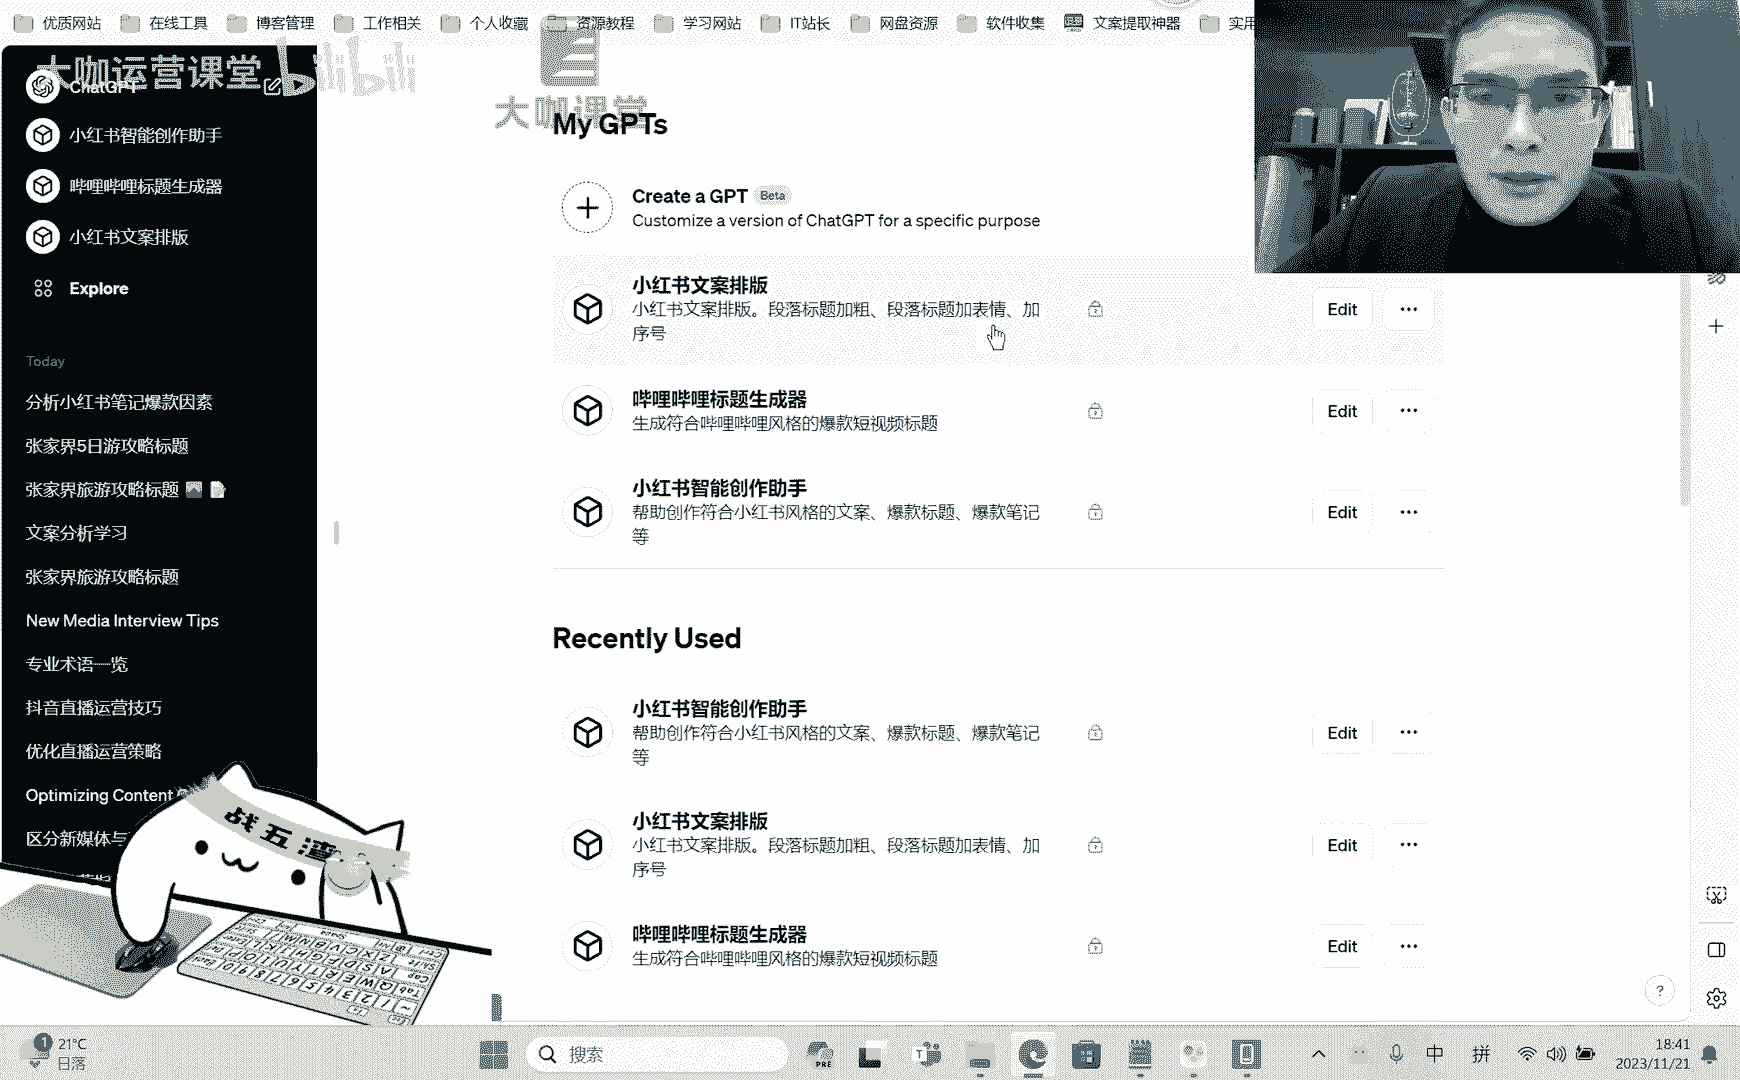 优质网站
在线工具
博客管理
工作相关
个人收藏
资源教程
学习网站
IT站长
网盘资源
软件收集
文案提取神器
实用
大咖运营课堂
bilibili
大咖课堂
ChatGPT
小红书智能创作助手
哔哩哔哩标题生成器
小红书文案排版
Explore
Today
分析小红书笔记爆款因素
张家界5日游攻略标题
张家界旅游攻略标题
文案分析学习
张家界旅游攻略标题
New Media Interview Tips
专业术语一览
抖音直播运营技巧
优化直播运营策略
Optimizing Content
区分新媒体与
My GPTs
Create a GPT Beta
Customize a version of ChatGPT for a specific purpose
小红书文案排版
小红书文案排版。段落标题加粗、段落标题加表情、加
序号
Edit
哔哩哔哩标题生成器
生成符合哔哩哔哩风格的爆款短视频标题
Edit
小红书智能创作助手
帮助创作符合小红书风格的文案、爆款标题、爆款笔记
等
Edit
Recently Used
小红书智能创作助手
帮助创作符合小红书风格的文案、爆款标题、爆款笔记
等
Edit
小红书文案排版
小红书文案排版。段落标题加粗、段落标题加表情、加
序号
Edit
哔哩哔哩标题生成器
生成符合哔哩哔哩风格的爆款短视频标题
Edit
?
战五渣
1
21°C
日落
搜索
PRE
中
拼
18:41
2023/11/21